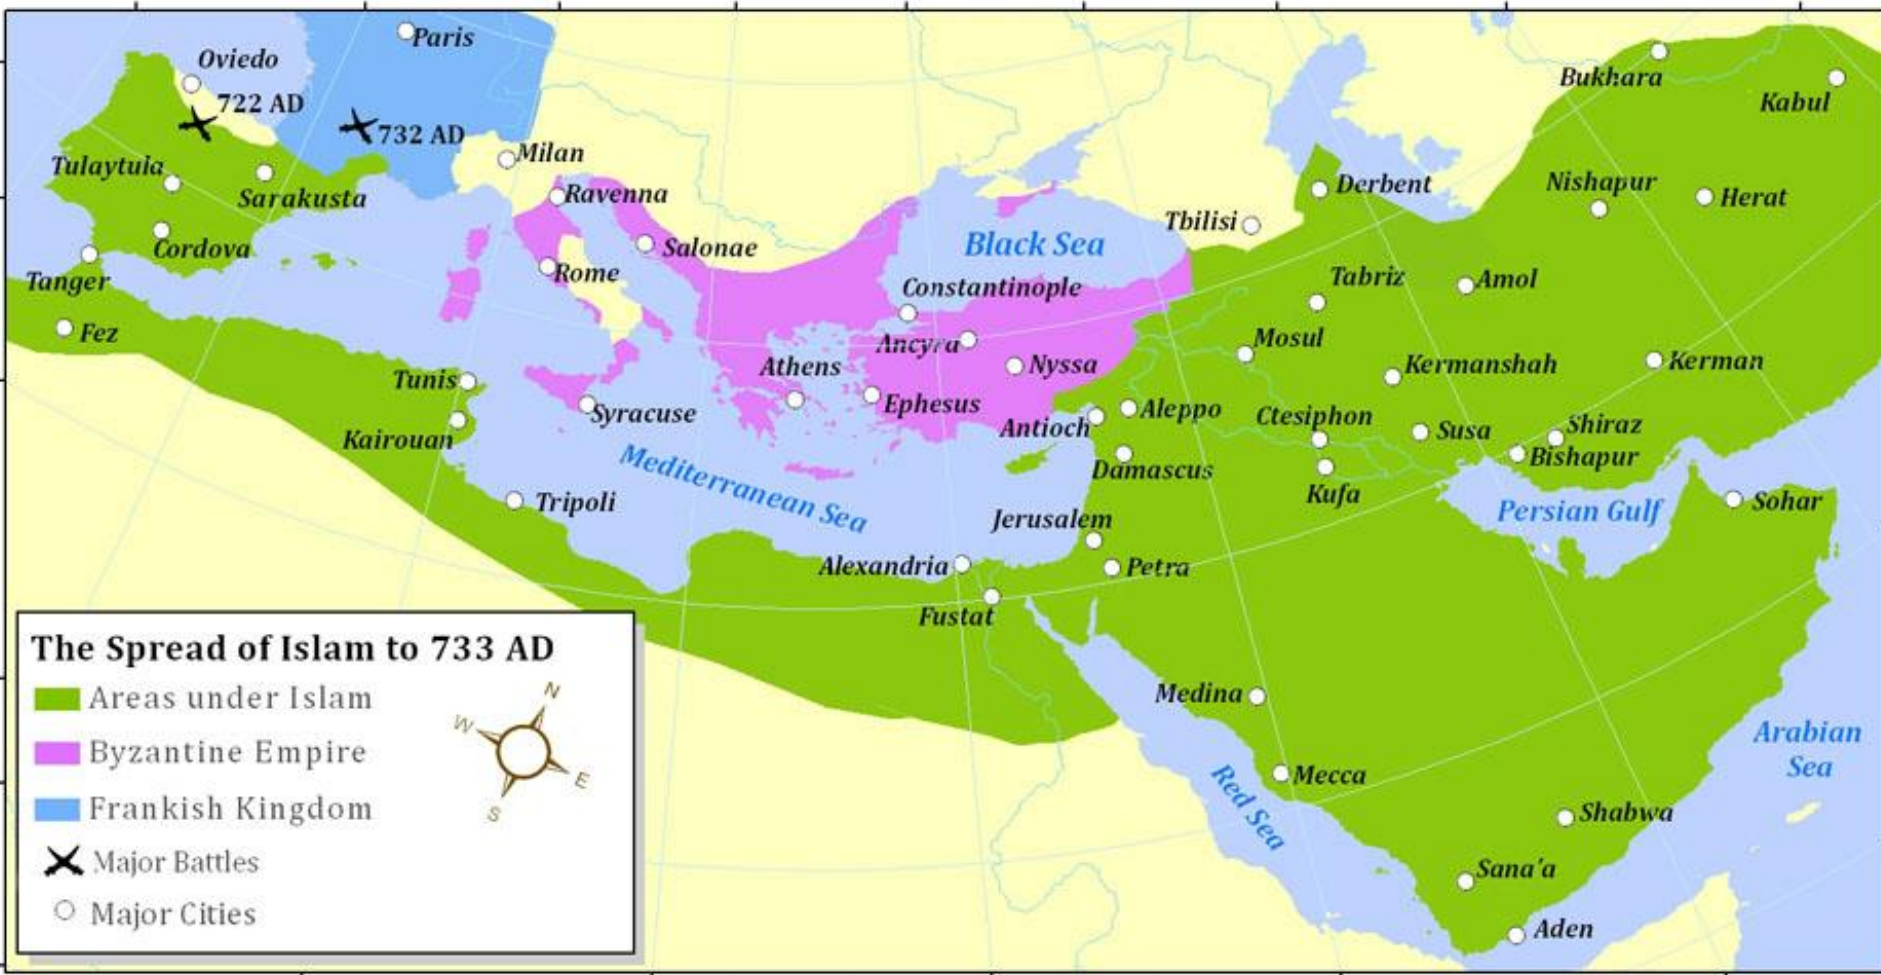 Paris
Oviedo
722 AD
732 AD
Bukhara
Kabul
Milan
Tulaytula
Sarakusta
Ravenna
Derbent
Nishapur
Herat
Tbilisi
Cordova
Salonae
Black Sea
Tanger
Rome
Tabriz
Amol
Constantinople
Fez
Ancyra
Mosul
Athens
Nyssa
Kermanshah
Kerman
Tunis
Ephesus
Syracuse
Aleppo
Antioch
Ctesiphon
Susa
Shiraz
Kairouan
Bishapur
Damascus
Mediterranean Sea
Kufa
Tripoli
Persian Gulf
Sohar
Jerusalem
Alexandria
Petra
Fustat
Medina
Mecca
Red Sea
Arabian
Sea
Shabwa
Sana'a
Aden
The Spread of Islam to 733 AD
Areas under Islam
Byzantine Empire
Frankish Kingdom
Major Battles
Major Cities
N
W
E
S